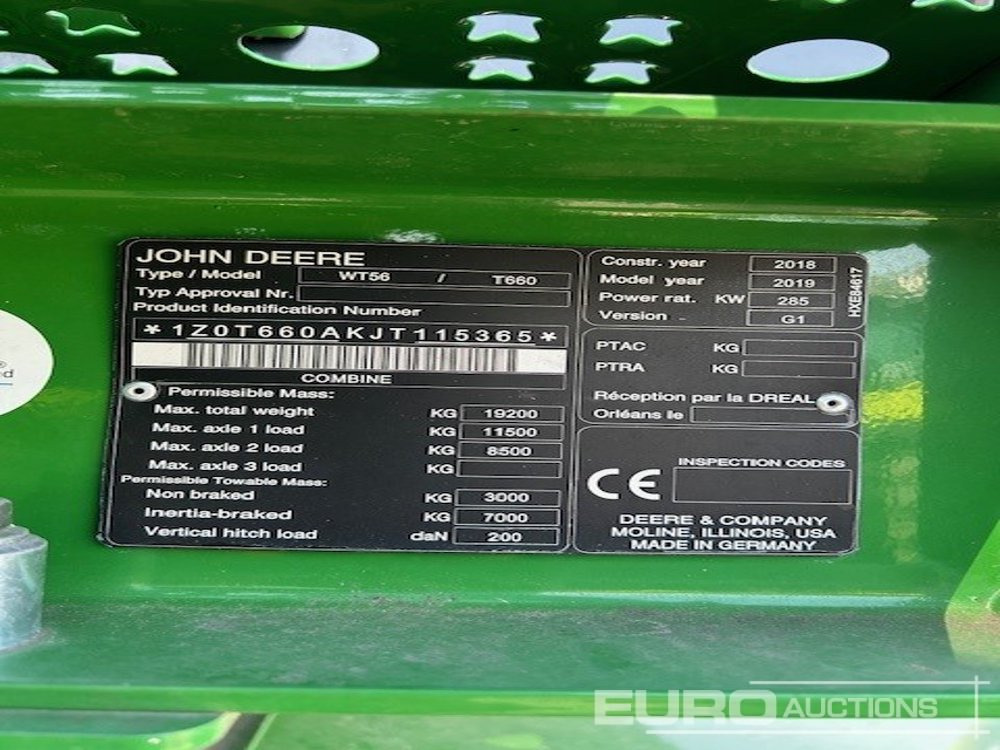 JOHN DEERE
Type / Model WT56 / T660
Typ Approval Nr.
Product Identification Number
*1Z0T660AKJT115365*
COMBINE
Permissible Mass:
Max. total weight KG 19200
Max. axle 1 load KG 11500
Max. axle 2 load KG 8500
Max. axle 3 load KG
Permissible Towable Mass:
Non braked KG 3000
Inertia-braked KG 7000
Vertical hitch load daN 200
Constr. year 2018
Model year 2019
Power rat. KW 285
Version G1
HXE84617
PTAC KG
PTRA KG
Réception par la DREAL
Orléans le
CE
INSPECTION CODES
DEERE & COMPANY
MOLINE, ILLINOIS, USA
MADE IN GERMANY
EURO AUCTIONS